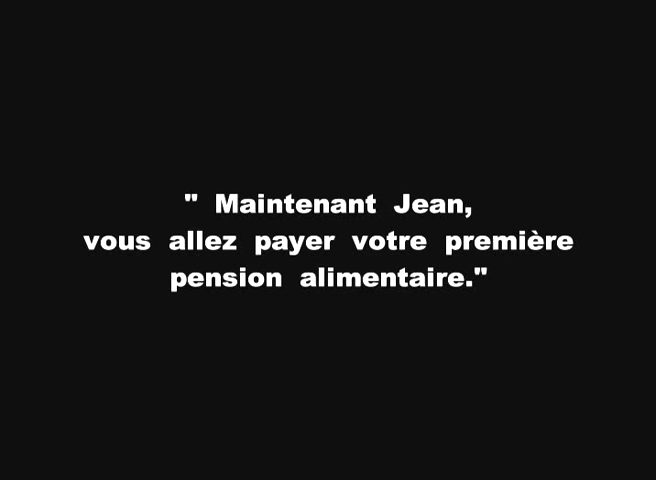 " Maintenant Jean,
vous allez payer votre première
pension alimentaire."